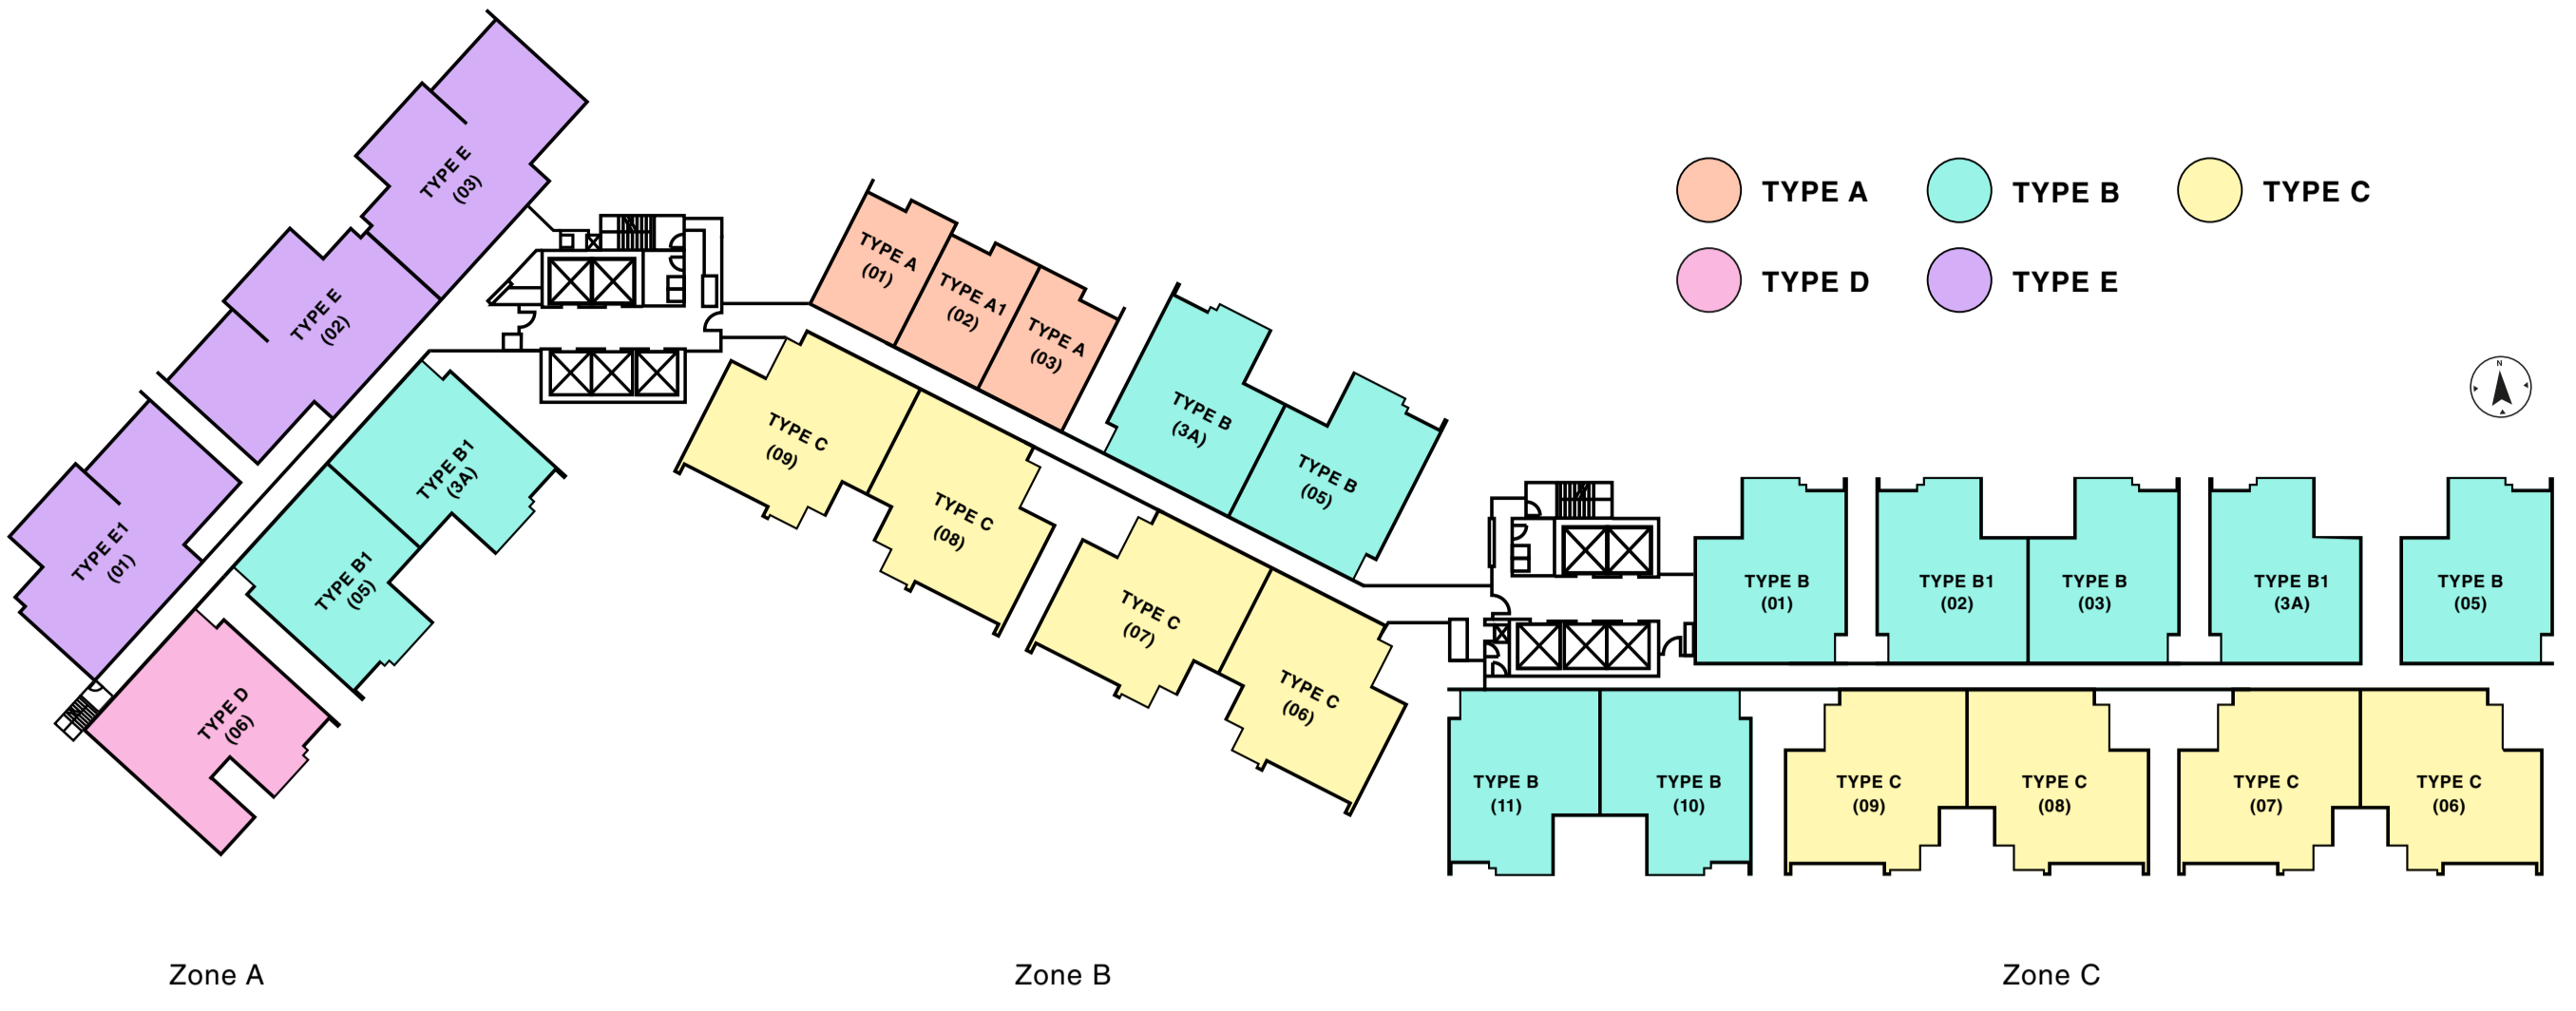 TYPE A
TYPE B
TYPE C
TYPE D
TYPE E
N
TYPE E
(03)
TYPE E
(02)
TYPE E1
(01)
TYPE B1
(3A)
TYPE B1
(05)
TYPE D
(06)
TYPE A
(01)
TYPE A1
(02)
TYPE A
(03)
TYPE B
(3A)
TYPE B
(05)
TYPE C
(09)
TYPE C
(08)
TYPE C
(07)
TYPE C
(06)
TYPE B
(01)
TYPE B1
(02)
TYPE B
(03)
TYPE B1
(3A)
TYPE B
(05)
TYPE B
(11)
TYPE B
(10)
TYPE C
(09)
TYPE C
(08)
TYPE C
(07)
TYPE C
(06)
Zone A
Zone B
Zone C